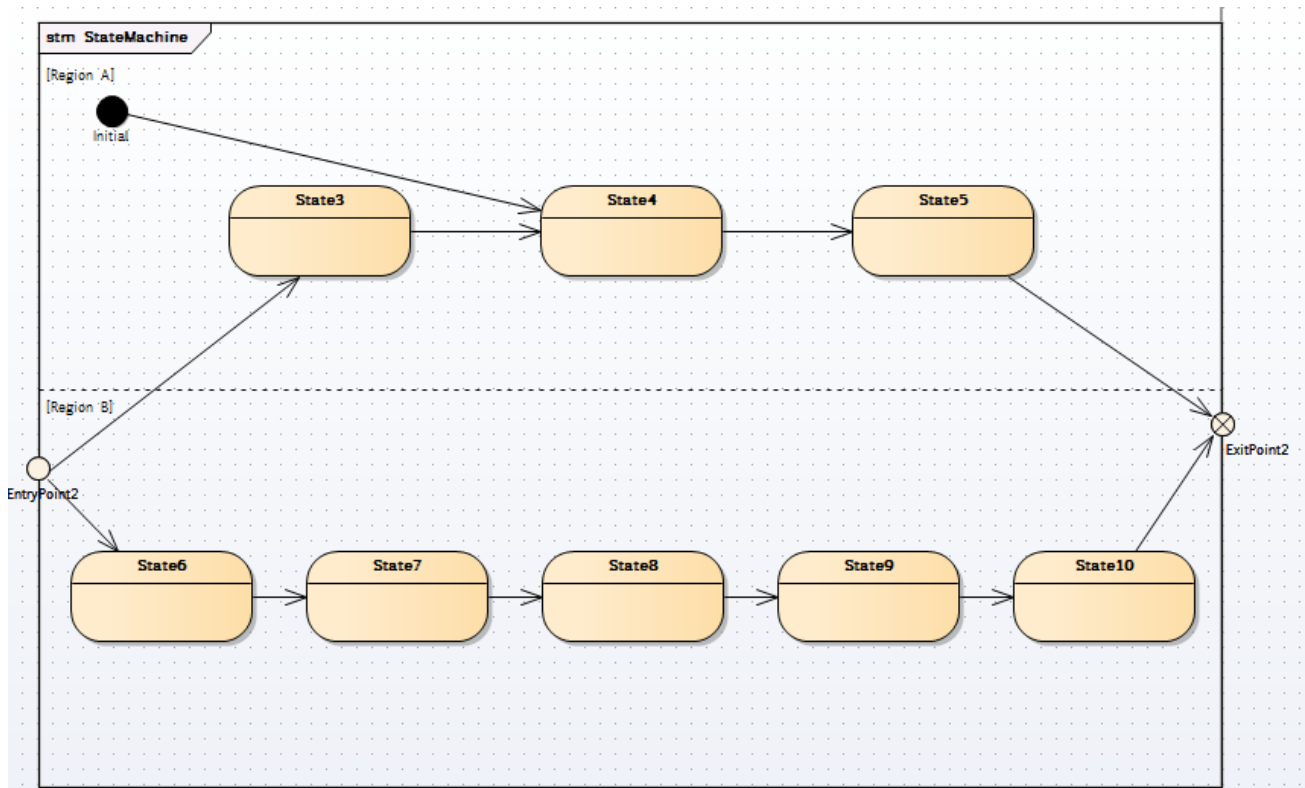 stm StateMachine
[Region A]
Initial
State3
State4
State5
[Region B]
ExitPoint2
EntryPoint2
State6
State7
State8
State9
State10